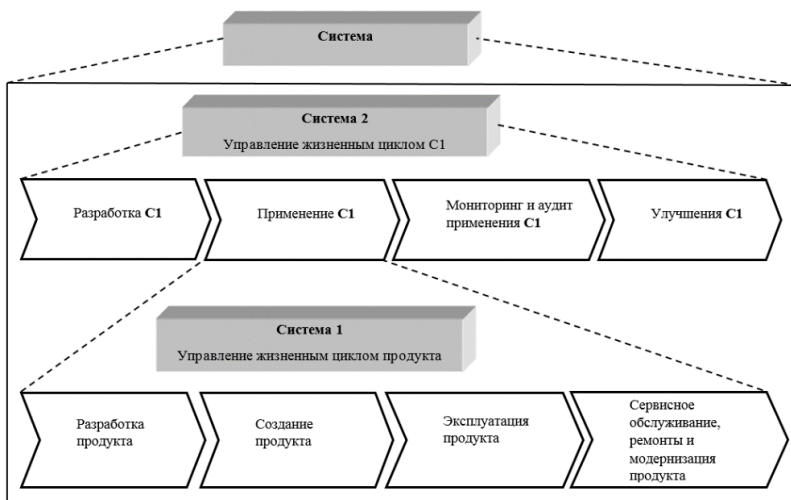 Система
Система 2
Управление жизненным циклом С1
Разработка С1
Применение С1
Мониторинг и аудит
применения С1
Улучшения С1
Система 1
Управление жизненным циклом продукта
Разработка
продукта
Создание
продукта
Эксплуатация
продукта
Сервисное
обслуживание,
ремонты и
модернизация
продукта